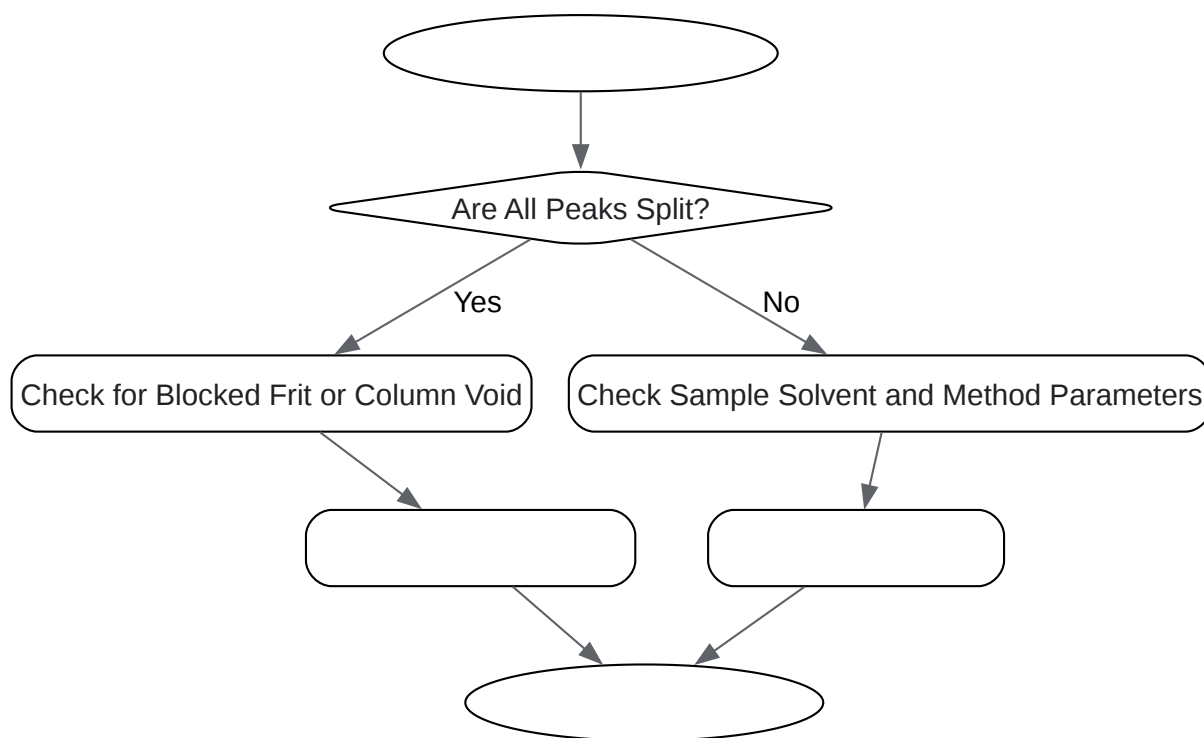 Are All Peaks Split?
Yes
No
Check for Blocked Frit or Column Void
Check Sample Solvent and Method Parameters